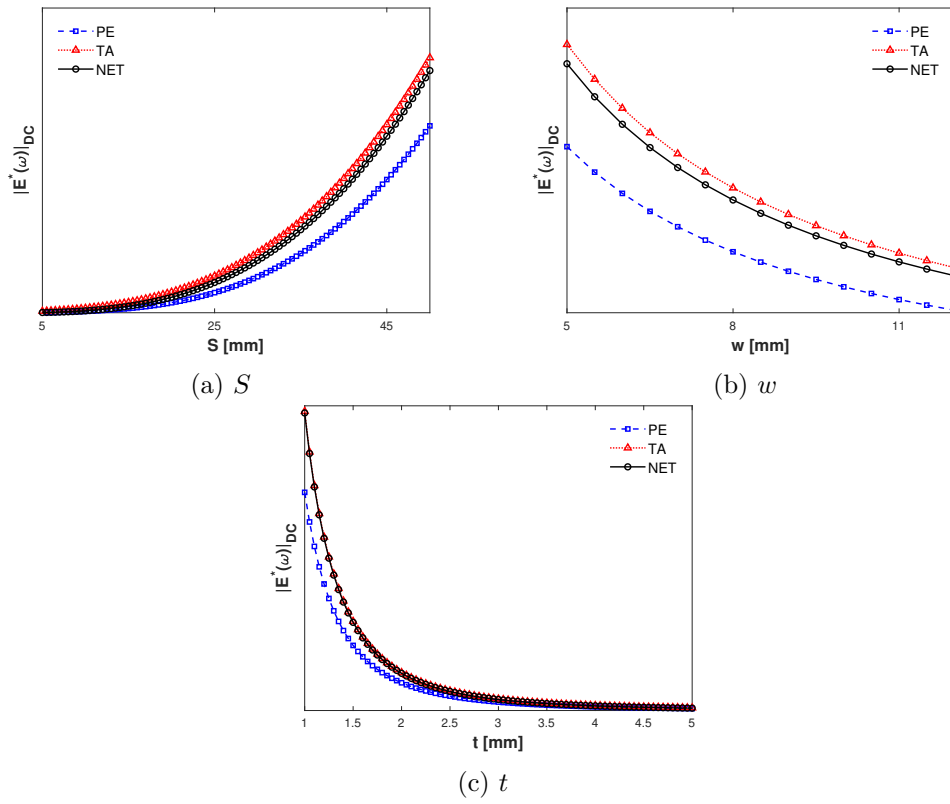 PE
TA
NET
|E*(ω)|DC
5
25
45
S [mm]
(a) S
PE
TA
NET
|E*(ω)|DC
5
8
11
w [mm]
(b) w
PE
TA
NET
|E*(ω)|DC
1
1.5
2
2.5
3
3.5
4
4.5
5
t [mm]
(c) t